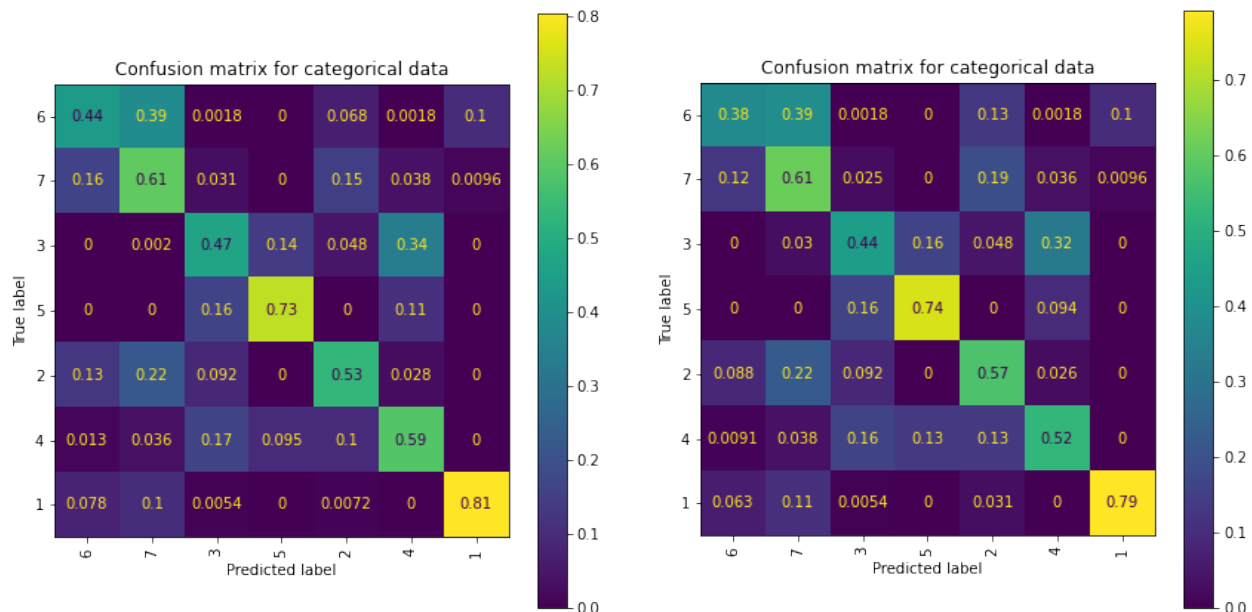 Confusion matrix for categorical data
True label
6 0.44 0.39 0.0018 0 0.068 0.0018 0.1
7 0.16 0.61 0.031 0 0.15 0.038 0.0096
3 0 0.002 0.47 0.14 0.048 0.34 0
5 0 0 0.16 0.73 0 0.11 0
2 0.13 0.22 0.092 0 0.53 0.028 0
4 0.013 0.036 0.17 0.095 0.1 0.59 0
1 0.078 0.1 0.0054 0 0.0072 0 0.81
6 7 3 5 2 4 1
Predicted label
0.8
0.7
0.6
0.5
0.4
0.3
0.2
0.1
0.0
Confusion matrix for categorical data
True label
6 0.38 0.39 0.0018 0 0.13 0.0018 0.1
7 0.12 0.61 0.025 0 0.19 0.036 0.0096
3 0 0.03 0.44 0.16 0.048 0.32 0
5 0 0 0.16 0.74 0 0.094 0
2 0.088 0.22 0.092 0 0.57 0.026 0
4 0.0091 0.038 0.16 0.13 0.13 0.52 0
1 0.063 0.11 0.0054 0 0.031 0 0.79
6 7 3 5 2 4 1
Predicted label
0.7
0.6
0.5
0.4
0.3
0.2
0.1
0.0